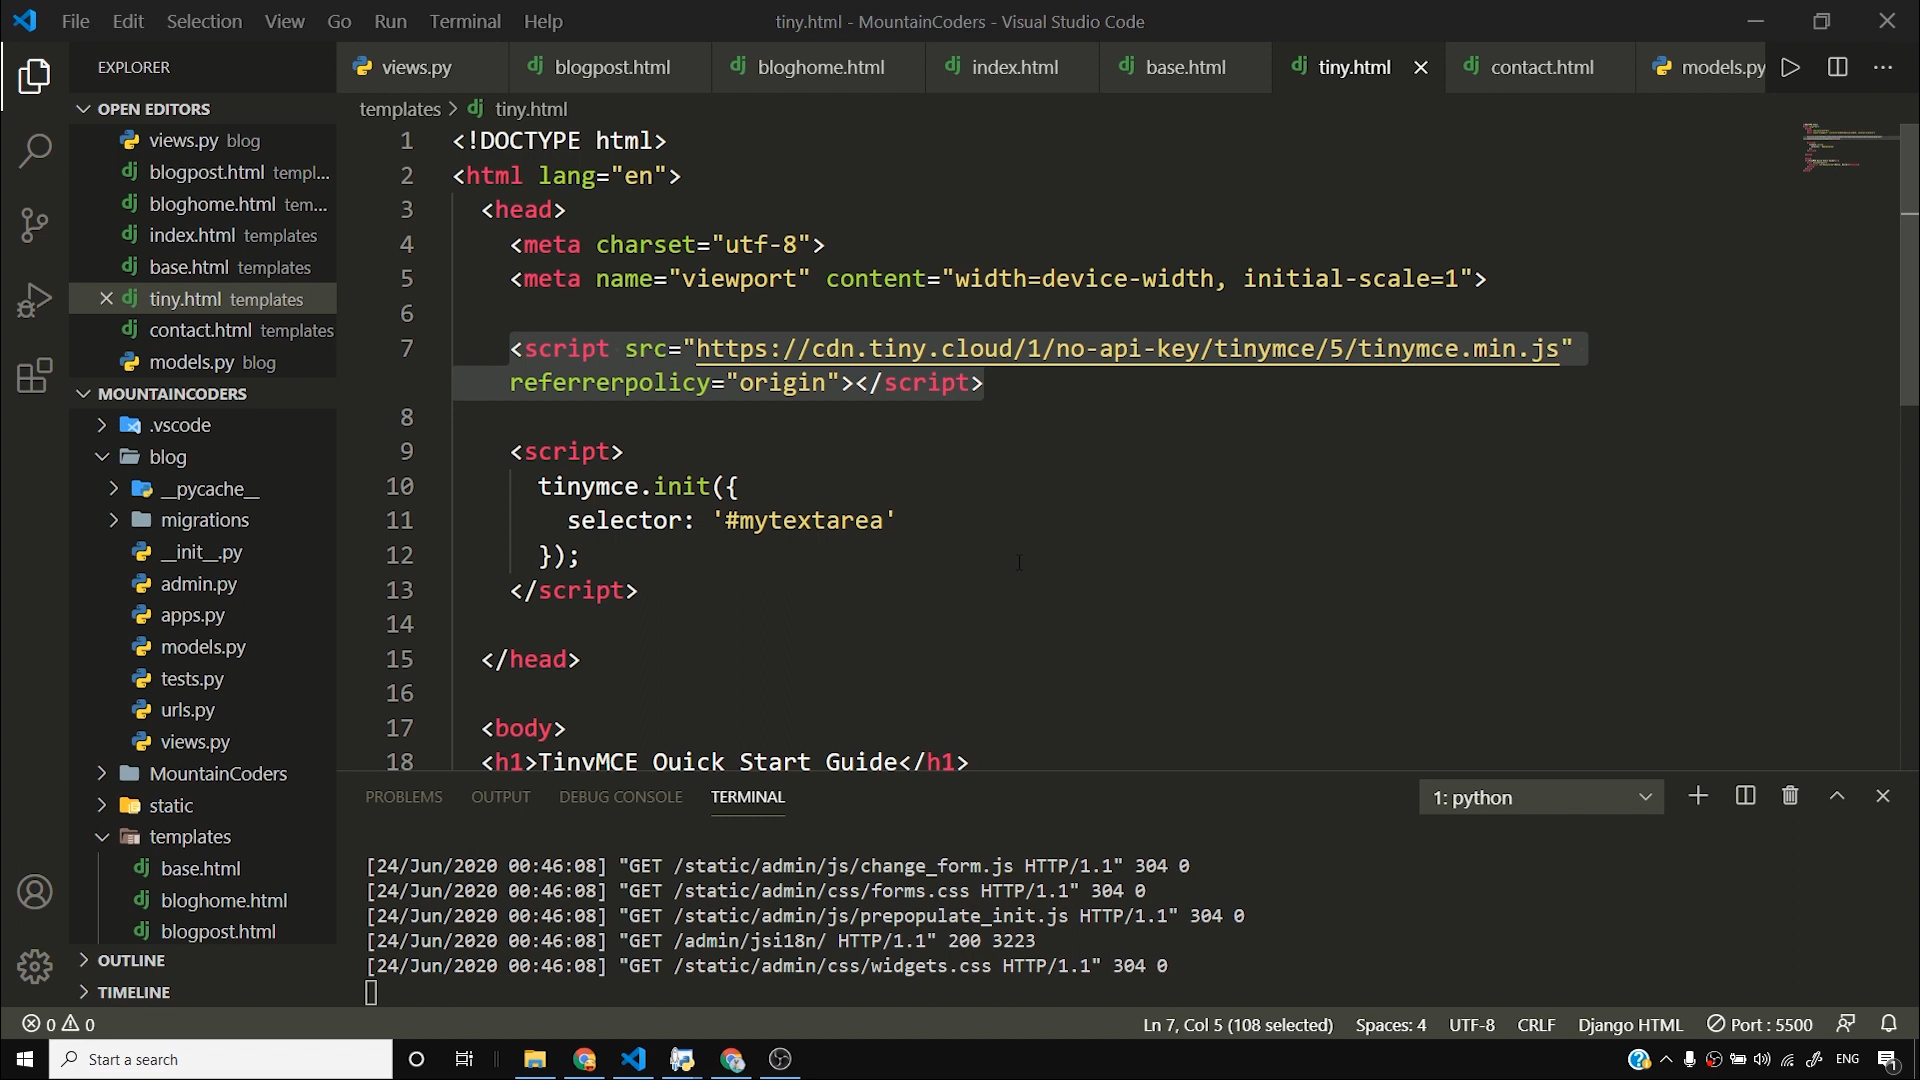 File Edit Selection View Go Run Terminal Help
tiny.html - MountainCoders - Visual Studio Code
EXPLORER
views.py
blogpost.html
bloghome.html
index.html
base.html
tiny.html
contact.html
models.py
OPEN EDITORS
views.py blog
blogpost.html templ...
bloghome.html tem...
index.html templates
base.html templates
tiny.html templates
contact.html templates
models.py blog
MOUNTAINCODERS
.vscode
blog
__pycache__
migrations
__init__.py
admin.py
apps.py
models.py
tests.py
urls.py
views.py
MountainCoders
static
templates
base.html
bloghome.html
blogpost.html
OUTLINE
TIMELINE
templates > tiny.html
1 <!DOCTYPE html>
2 <html lang="en">
3 <head>
4 <meta charset="utf-8">
5 <meta name="viewport" content="width=device-width, initial-scale=1">
6
7 <script src="https://cdn.tiny.cloud/1/no-api-key/tinymce/5/tinymce.min.js"
referrerpolicy="origin"></script>
8
9 <script>
10 tinymce.init({
11 selector: '#mytextarea'
12 });
13 </script>
14
15 </head>
16
17 <body>
18 <h1>TinyMCE Quick Start Guide</h1>
PROBLEMS OUTPUT DEBUG CONSOLE TERMINAL
1: python
[24/Jun/2020 00:46:08] "GET /static/admin/js/change_form.js HTTP/1.1" 304 0
[24/Jun/2020 00:46:08] "GET /static/admin/css/forms.css HTTP/1.1" 304 0
[24/Jun/2020 00:46:08] "GET /static/admin/js/prepopulate_init.js HTTP/1.1" 304 0
[24/Jun/2020 00:46:08] "GET /admin/jsi18n/ HTTP/1.1" 200 3223
[24/Jun/2020 00:46:08] "GET /static/admin/css/widgets.css HTTP/1.1" 304 0
0 0
Ln 7, Col 5 (108 selected) Spaces: 4 UTF-8 CRLF Django HTML Port : 5500
Start a search
ENG
1